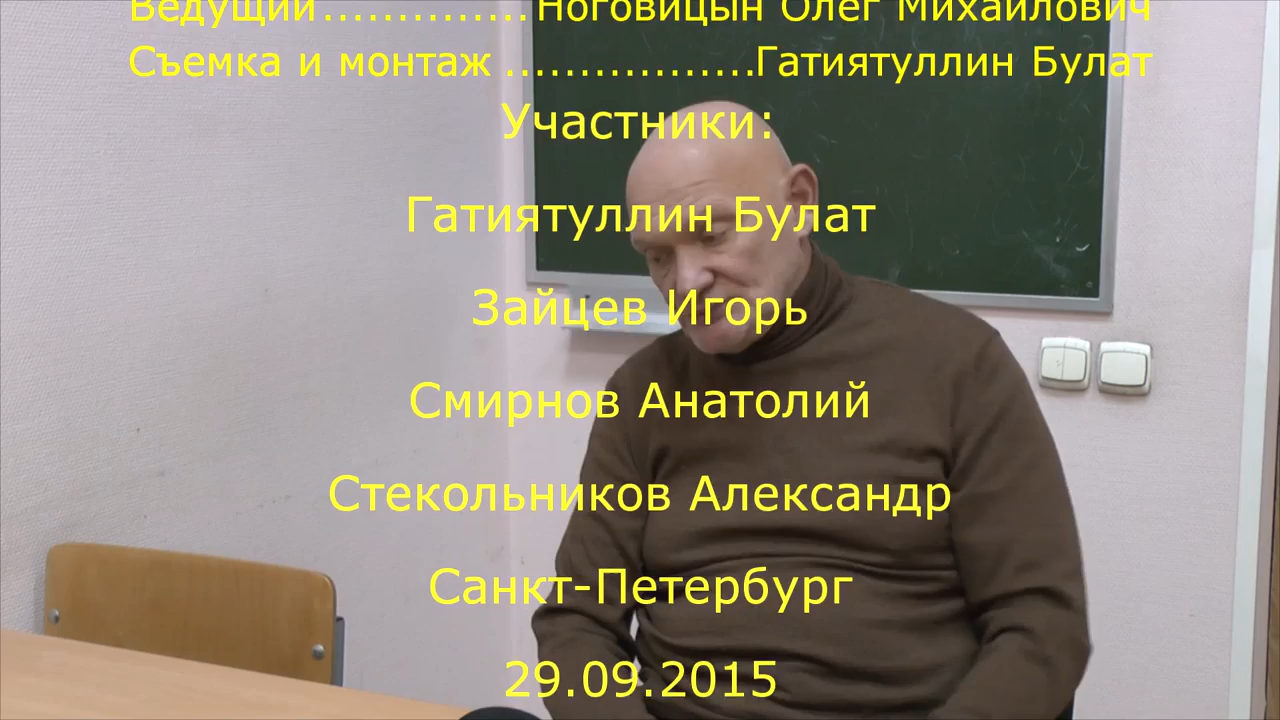 Ведущий..............Ноговицын Олег Михайлович
Съемка и монтаж .................Гатиятуллин Булат
Участники:
Гатиятуллин Булат
Зайцев Игорь
Смирнов Анатолий
Стекольников Александр
Санкт-Петербург
29.09.2015